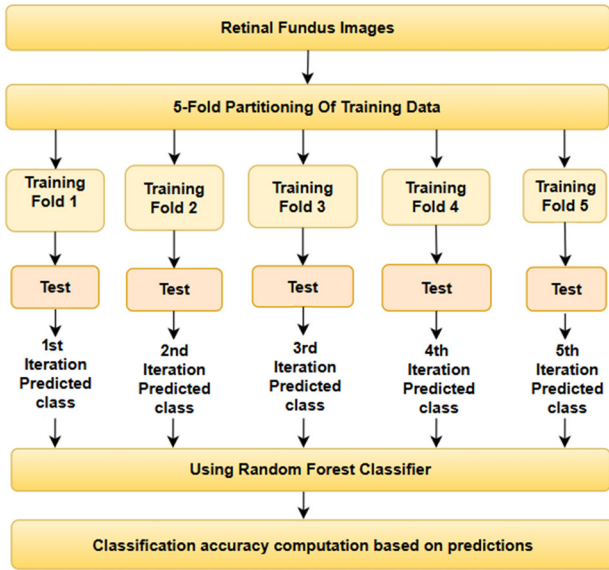 Retinal Fundus Images
5-Fold Partitioning Of Training Data
Training
Fold 1
Training
Fold 2
Training
Fold 3
Training
Fold 4
Training
Fold 5
Test
Test
Test
Test
Test
1st
Iteration
Predicted
class
2nd
Iteration
Predicted
class
3rd
Iteration
Predicted
class
4th
Iteration
Predicted
class
5th
Iteration
Predicted
class
Using Random Forest Classifier
Classification accuracy computation based on predictions